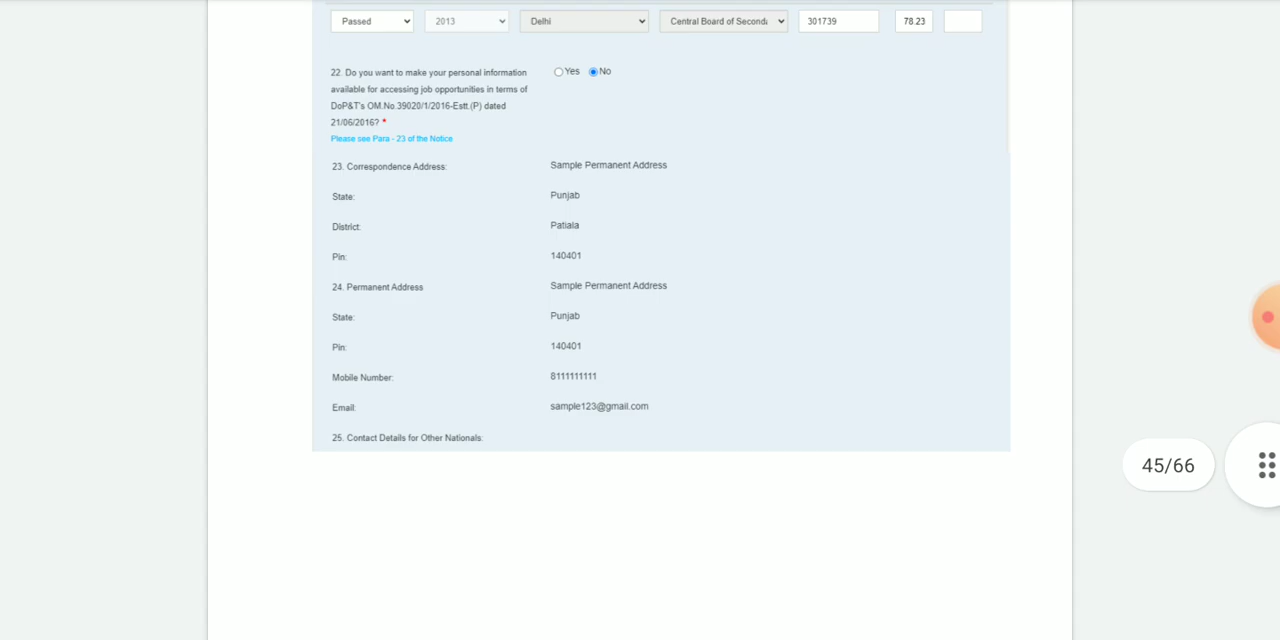 Passed 2013 Delhi Central Board of Seconda 301739 78.23
22. Do you want to make your personal information Yes No
available for accessing job opportunities in terms of
DoP&T's OM.No.39020/1/2016-Estt.(P) dated
21/06/2016? *
Please see Para - 23 of the Notice
23. Correspondence Address: Sample Permanent Address
State: Punjab
District: Patiala
Pin: 140401
24. Permanent Address Sample Permanent Address
State: Punjab
Pin: 140401
Mobile Number: 8111111111
Email: sample123@gmail.com
25. Contact Details for Other Nationals:
45/66